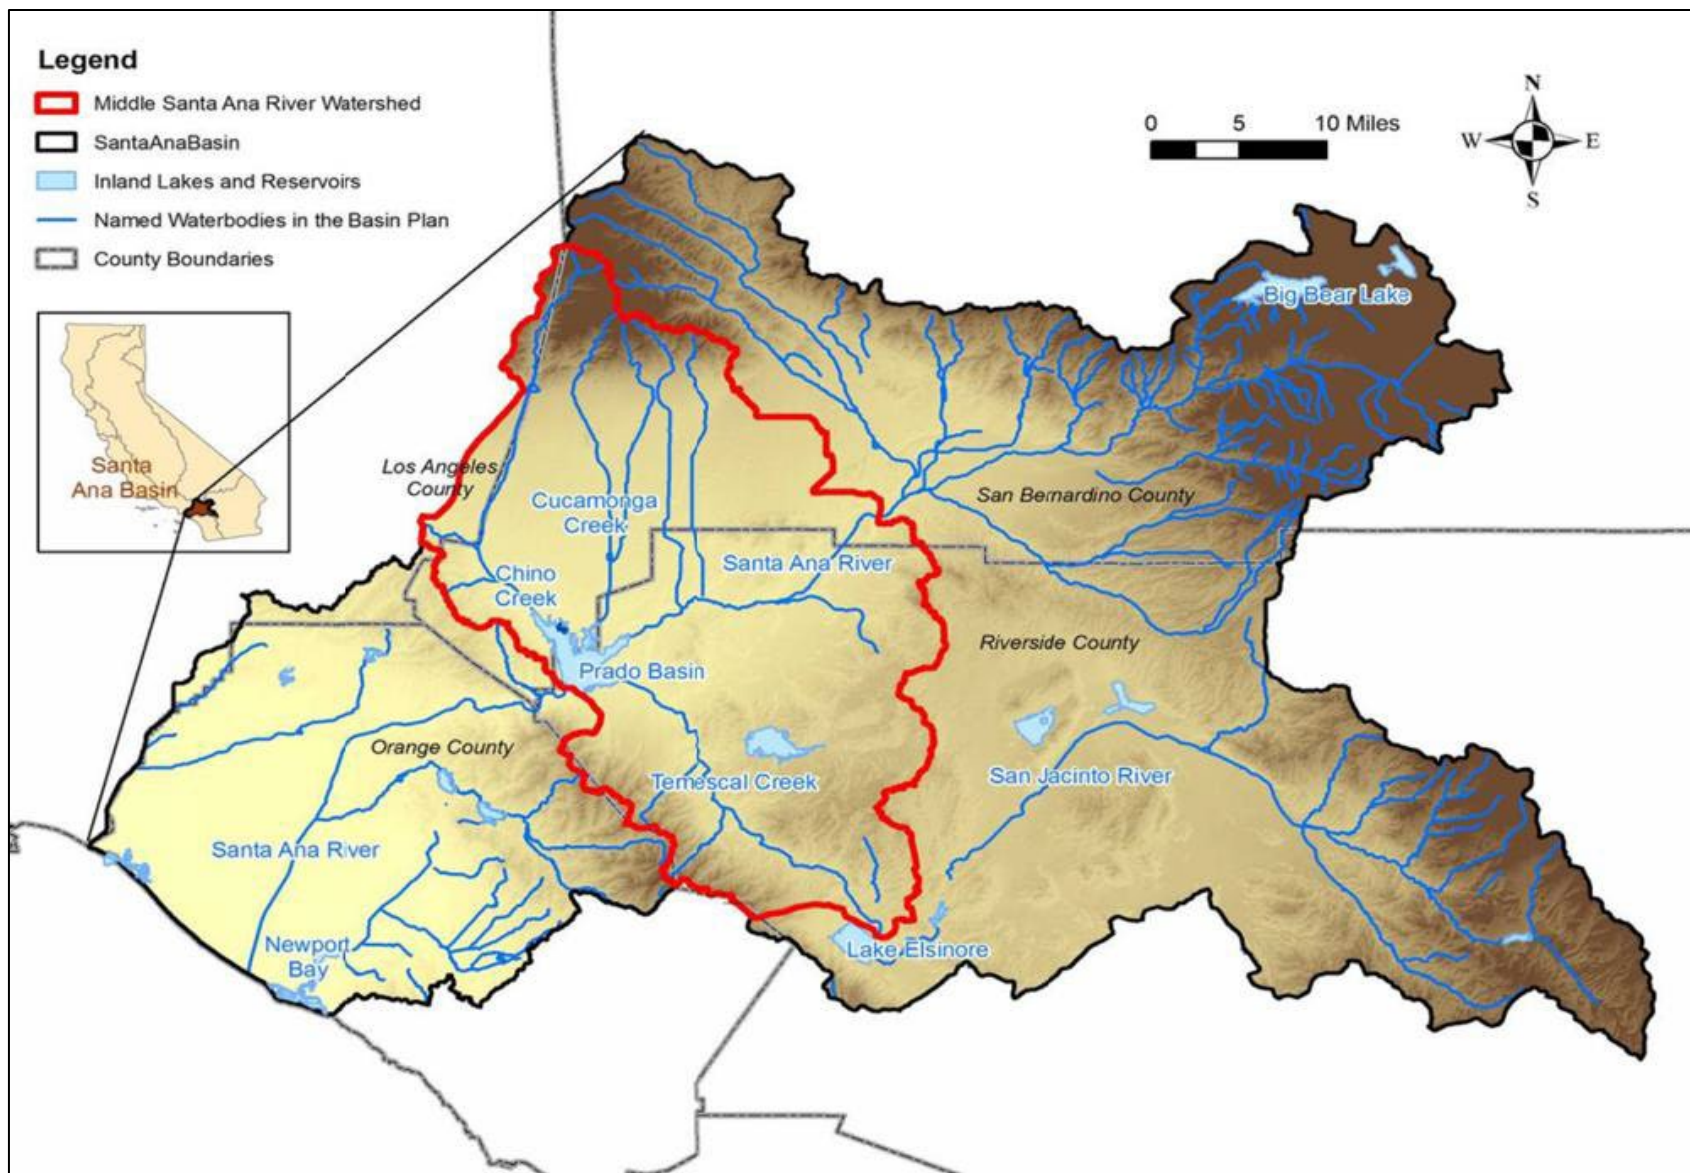 Legend
Middle Santa Ana River Watershed
SantaAnaBasin
Inland Lakes and Reservoirs
Named Waterbodies in the Basin Plan
County Boundaries
0 5 10 Miles
N
W E
S
Santa
Ana Basin
Big Bear Lake
Los Angeles
County
Cucamonga
Creek
San Bernardino County
Santa Ana River
Chino
Creek
Riverside County
Prado Basin
Orange County
Temescal Creek
San Jacinto River
Santa Ana River
Newport
Bay
Lake Elsinore